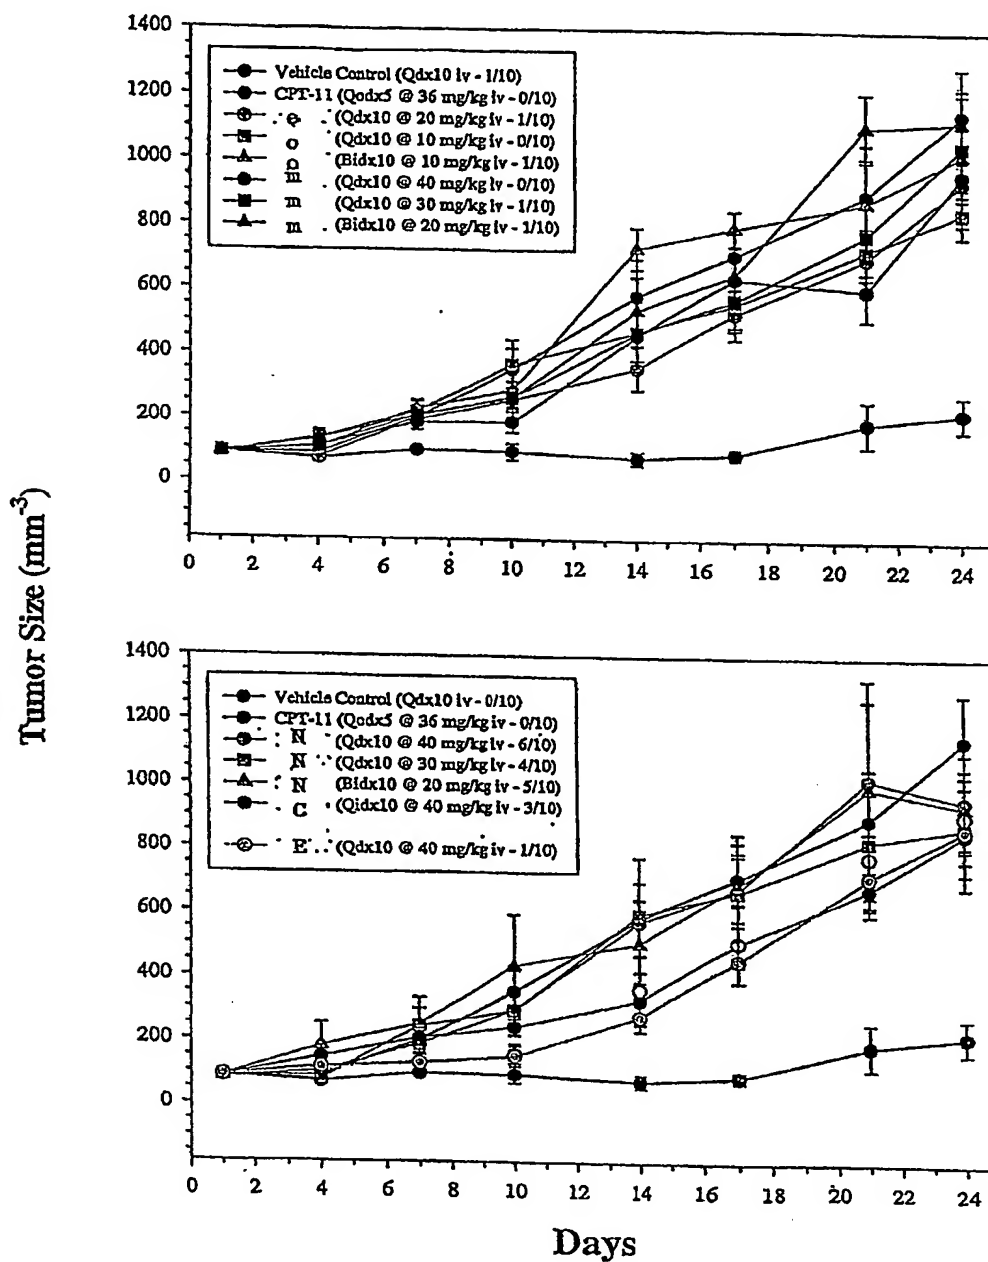 Tumor Size (mm-3)
1400
1200
1000
800
600
400
200
0
Vehicle Control (Qdx10 iv - 1/10)
CPT-11 (Qodx5 @ 36 mg/kg iv - 0/10)
(Qdx10 @ 20 mg/kg iv - 1/10)
o (Qdx10 @ 10 mg/kg iv - 0/10)
(Bidx10 @ 10 mg/kg iv - 1/10)
m (Qdx10 @ 40 mg/kg iv - 0/10)
m (Qdx10 @ 30 mg/kg iv - 1/10)
m (Bidx10 @ 20 mg/kg iv - 1/10)
0 2 4 6 8 10 12 14 16 18 20 22 24
1400
1200
1000
800
600
400
200
0
Vehicle Control (Qdx10 iv - 0/10)
CPT-11 (Qodx5 @ 36 mg/kg iv - 0/10)
N (Qdx10 @ 40 mg/kg iv - 6/10)
N (Qdx10 @ 30 mg/kg iv - 4/10)
N (Bidx10 @ 20 mg/kg iv - 5/10)
C (Qidx10 @ 40 mg/kg iv - 3/10)
E (Qdx10 @ 40 mg/kg iv - 1/10)
0 2 4 6 8 10 12 14 16 18 20 22 24
Days